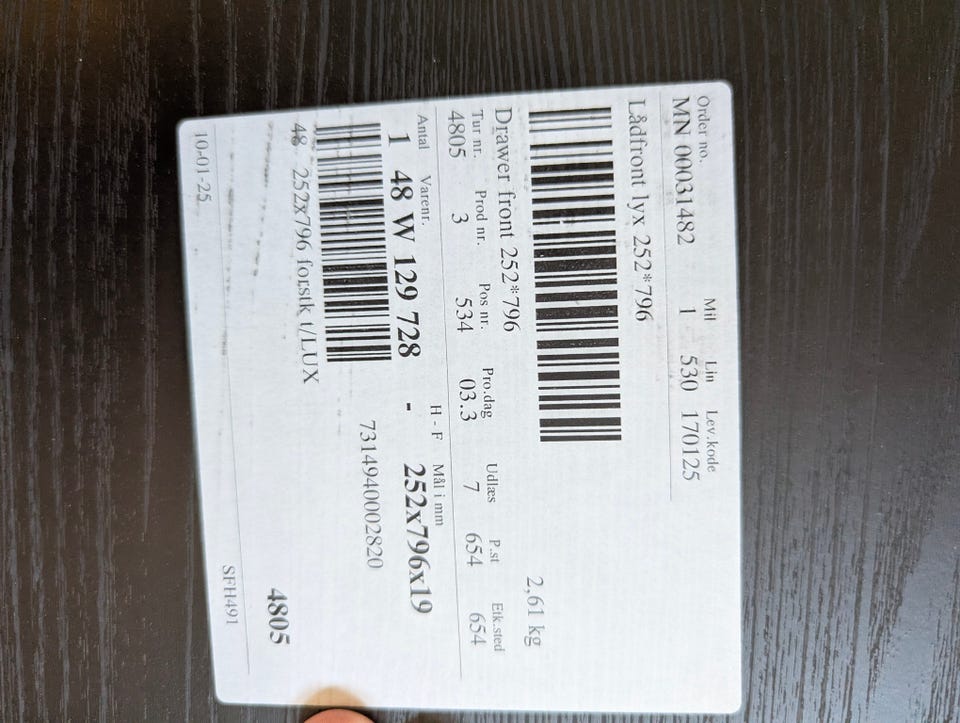 Order no. Mil Lin Lev.kode
MN 00031482 1 530 170125
Lådfront lyx 252*796
Drawer front 252*796 2,61 kg
Tur nr. Prod nr. Pos nr. Pro.dag Udlæs P.st Etk.sted
4805 3 534 03.3 7 654 654
Antal Varenr. H - F Mål i mm
1 48 W 129 728 - 252x796x19
7314940002820
48 252x796 forstk t/LUX 4805
10-01-25 SFH491